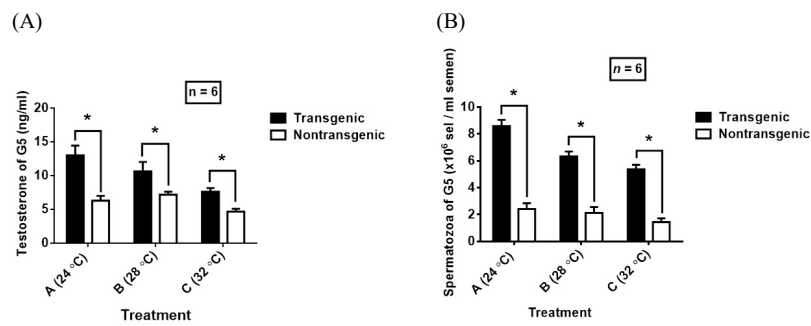 (A)
n = 6
Testosterone of G5 (ng/ml)
20
15
10
5
0
*
*
*
Transgenic
Nontransgenic
A (24 °C)
B (28 °C)
C (32 °C)
Treatment
(B)
n = 6
Spermatozoa of G5 (x10⁶ sel / ml semen)
10
8
6
4
2
0
*
*
*
Transgenic
Nontransgenic
A (24 °C)
B (28 °C)
C (32 °C)
Treatment